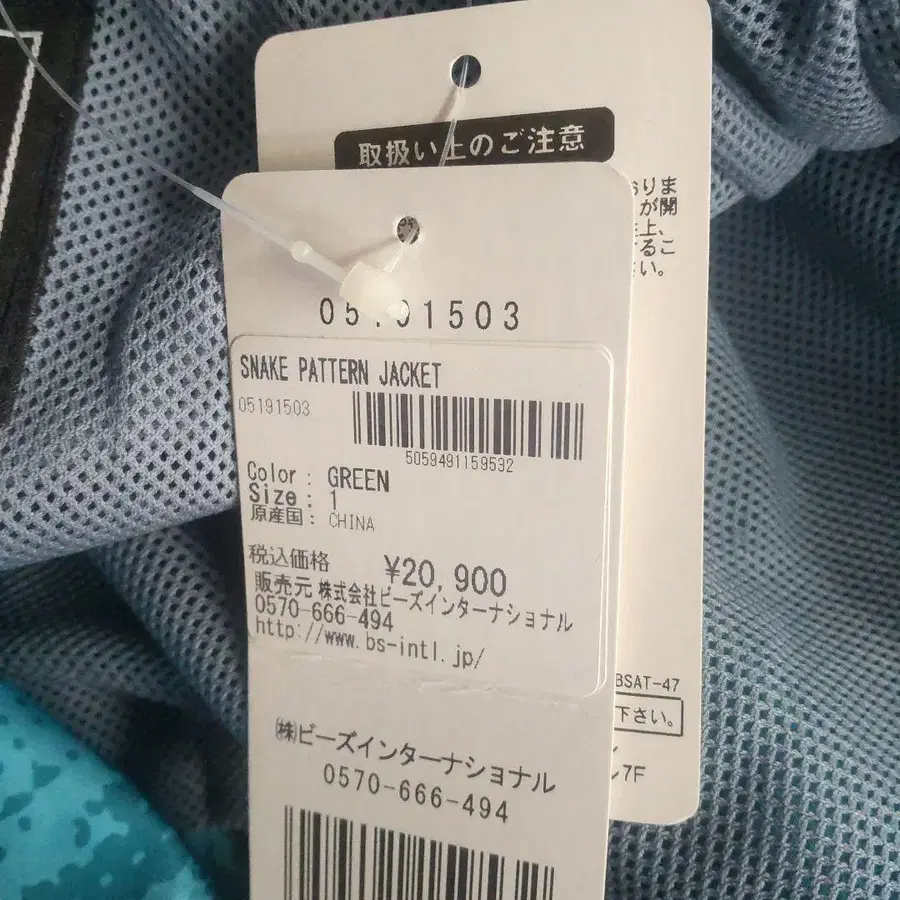 取扱い上のご注意
おりま
が開
上、
するこ
い。
05191503
SNAKE PATTERN JACKET
05191503
5059491159532
Color : GREEN
Size : 1
原産国 : CHINA
税込価格 ¥20,900
販売元 株式会社ビーズインターナショナル
0570-666-494
http://www.bs-intl.jp/
BSAT-47
下さい。
7F
㈱ビーズインターナショナル
0570-666-494